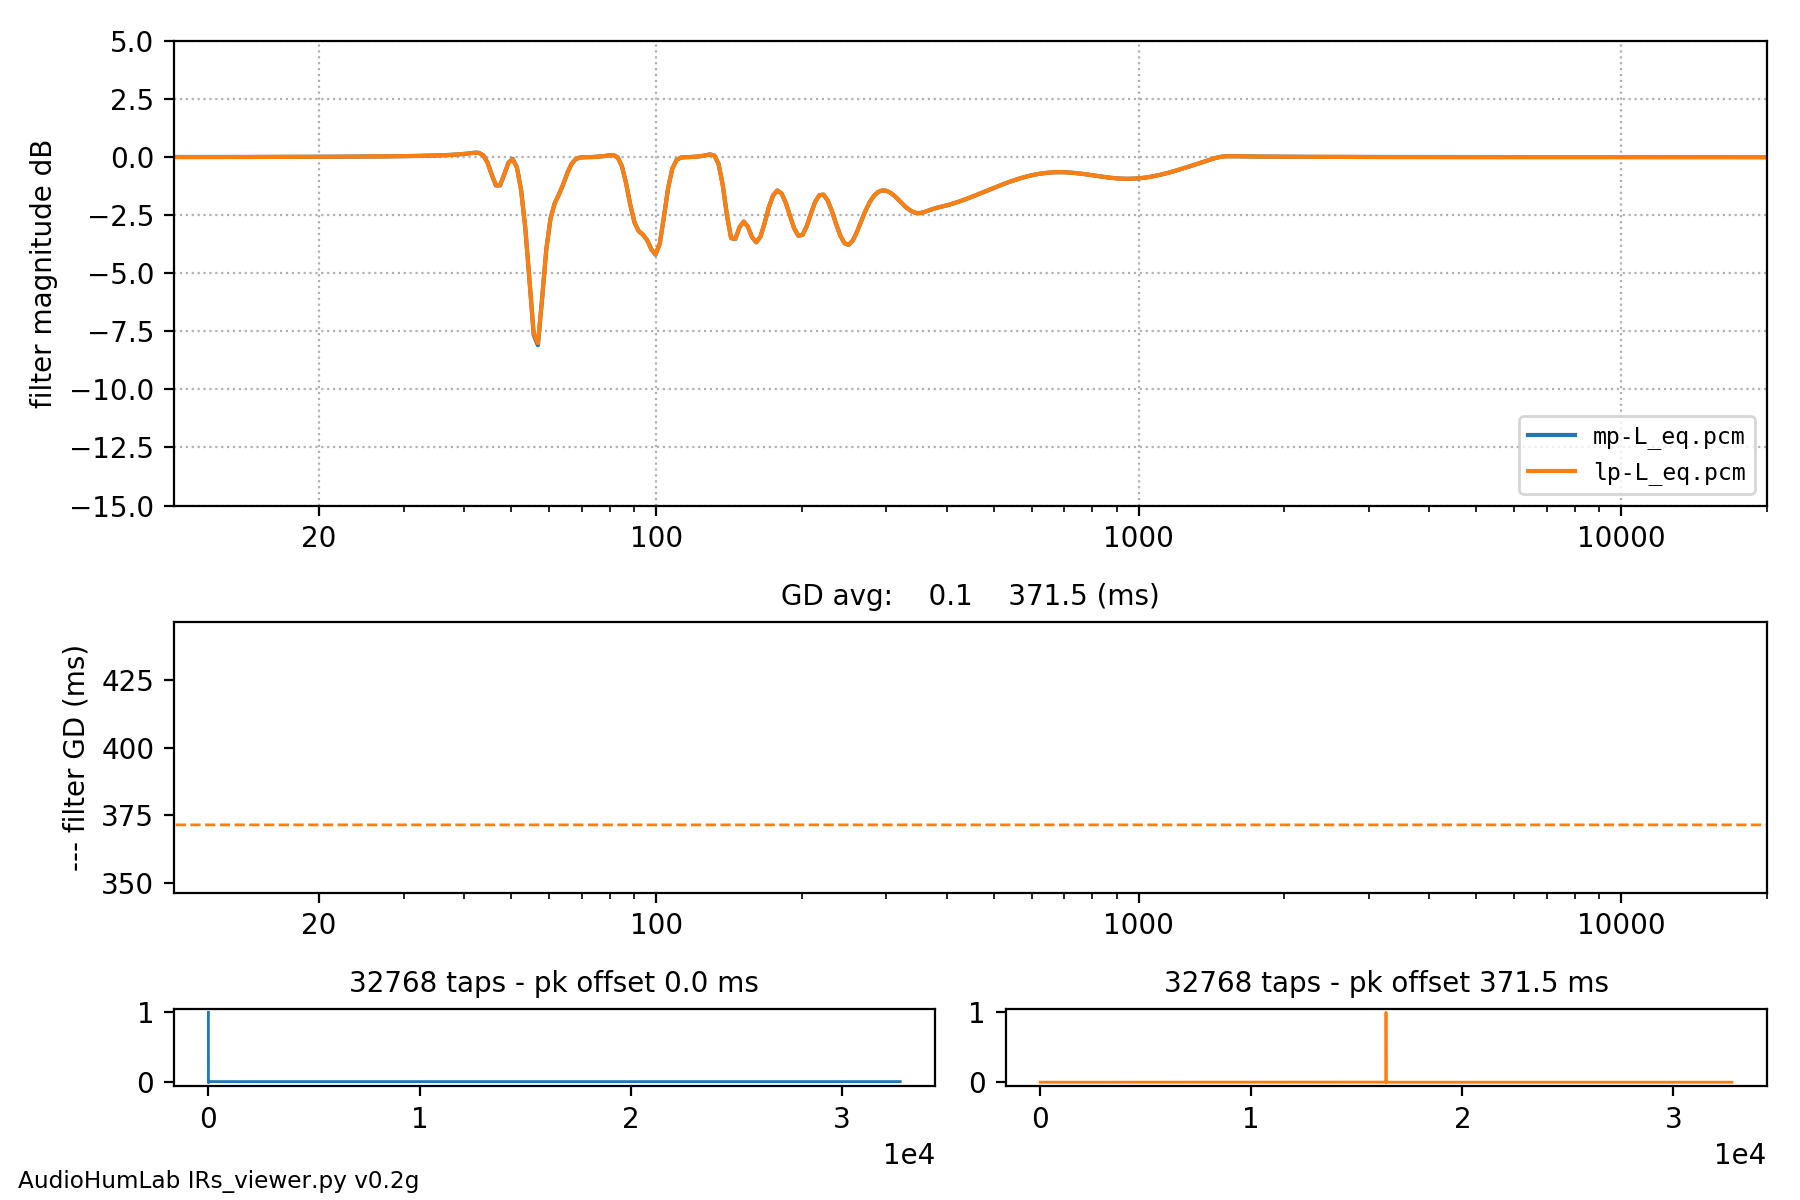 5.0
2.5
0.0
−2.5
−5.0
−7.5
−10.0
−12.5
−15.0
filter magnitude dB
mp-L_eq.pcm
lp-L_eq.pcm
20 100 1000 10000
GD avg: 0.1 371.5 (ms)
425
400
375
350
--- filter GD (ms)
20 100 1000 10000
32768 taps - pk offset 0.0 ms
1
0
0 1 2 3
1e4
32768 taps - pk offset 371.5 ms
1
0
0 1 2 3
1e4
AudioHumLab IRs_viewer.py v0.2g